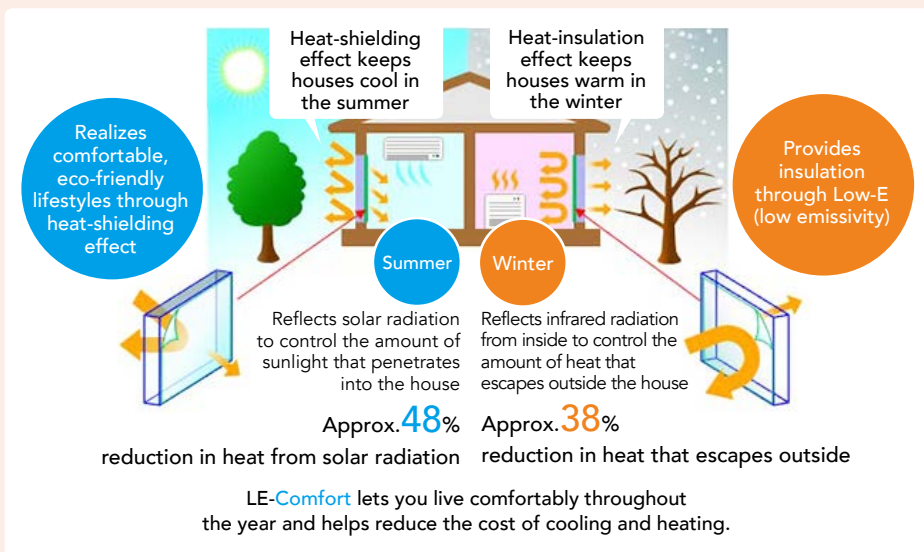 Heat-shielding
effect keeps
houses cool in
the summer
Heat-insulation
effect keeps
houses warm in
the winter
Realizes
comfortable,
eco-friendly
lifestyles through
heat-shielding
effect
Provides
insulation
through Low-E
(low emissivity)
Summer
Winter
Reflects solar radiation
to control the amount of
sunlight that penetrates
into the house
Approx.48%
reduction in heat from solar radiation
Reflects infrared radiation
from inside to control the
amount of heat that
escapes outside the house
Approx.38%
reduction in heat that escapes outside
LE-Comfort lets you live comfortably throughout
the year and helps reduce the cost of cooling and heating.